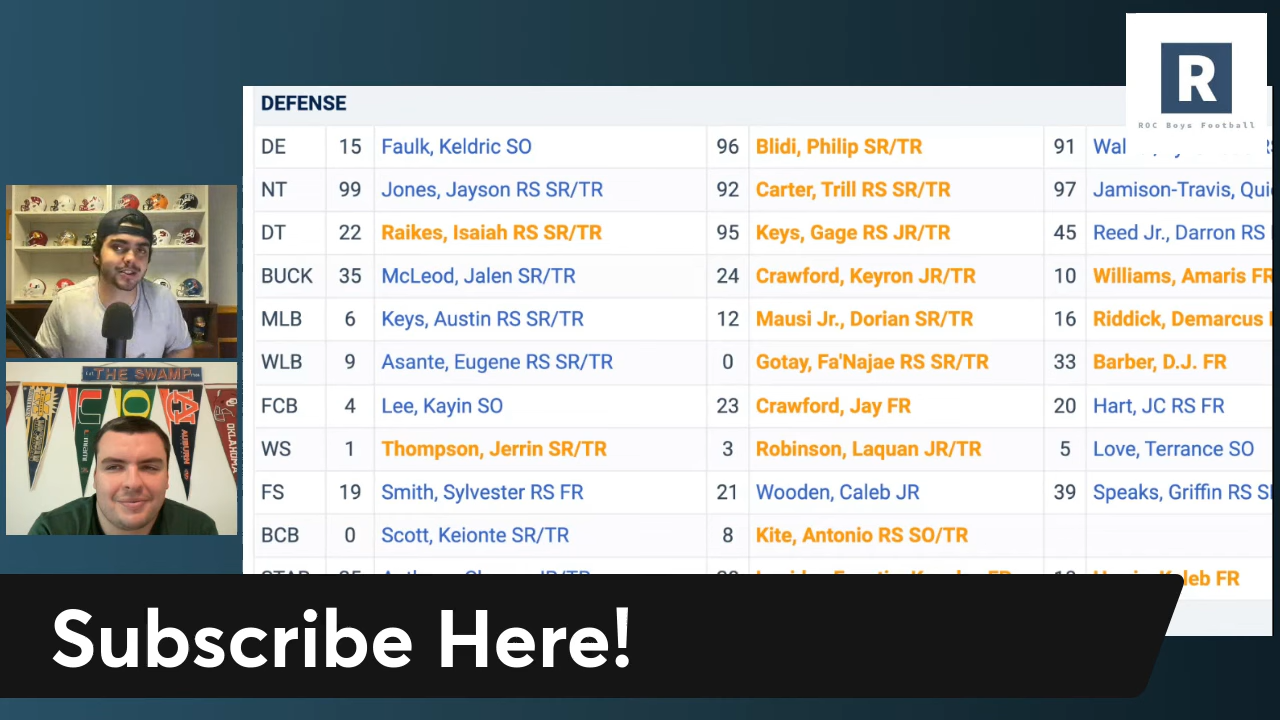 R
ROC Boys Football
DEFENSE
DE 15 Faulk, Keldric SO 96 Blidi, Philip SR/TR 91
NT 99 Jones, Jayson RS SR/TR 92 Carter, Trill RS SR/TR 97 Jamison-Travis,
DT 22 Raikes, Isaiah RS SR/TR 95 Keys, Gage RS JR/TR 45 Reed Jr., Darron RS
BUCK 35 McLeod, Jalen SR/TR 24 Crawford, Keyron JR/TR 10 Williams, Amaris FR
MLB 6 Keys, Austin RS SR/TR 12 Mausi Jr., Dorian SR/TR 16 Riddick, Demarcus
WLB 9 Asante, Eugene RS SR/TR 0 Gotay, Fa'Najae RS SR/TR 33 Barber, D.J. FR
FCB 4 Lee, Kayin SO 23 Crawford, Jay FR 20 Hart, JC RS FR
WS 1 Thompson, Jerrin SR/TR 3 Robinson, Laquan JR/TR 5 Love, Terrance SO
FS 19 Smith, Sylvester RS FR 21 Wooden, Caleb JR 39 Speaks, Griffin RS
BCB 0 Scott, Keionte SR/TR 8 Kite, Antonio RS SO/TR
FR
THE SWAMP
U
MIAMI
O
AUBURN
OKLAHOMA
Subscribe Here!